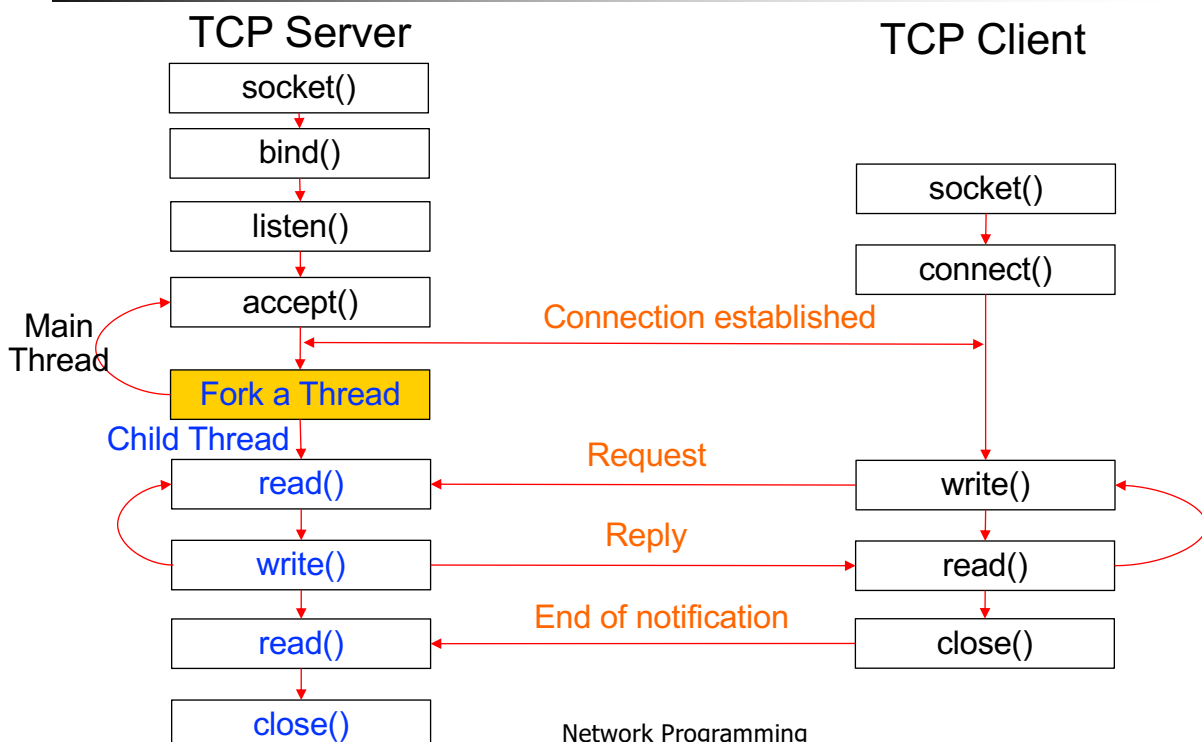 TCP Server
TCP Client
socket()
bind()
listen()
accept()
Main
Thread
Fork a Thread
Child Thread
read()
write()
read()
close()
socket()
connect()
Connection established
Request
write()
Reply
read()
End of notification
close()
Network Programming